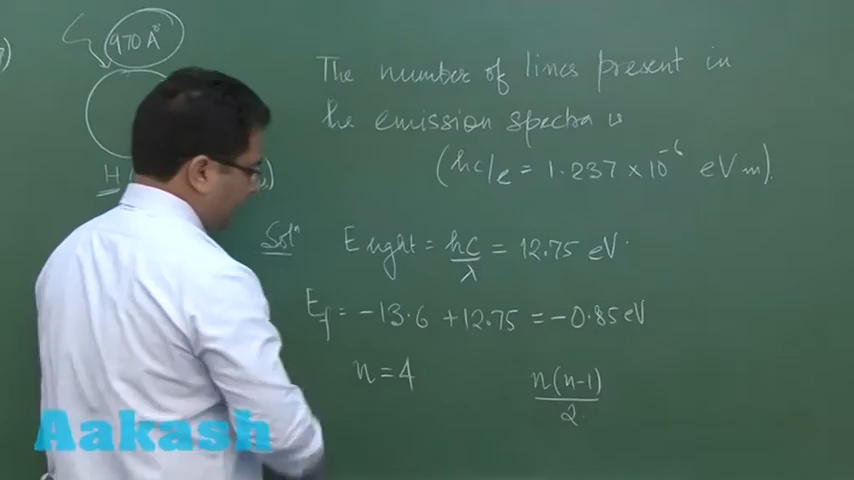 970 A°
The number of lines present in
the emission spectra is
H
(hc/e = 1.237 × 10⁻⁶ eVm).
Solⁿ
E light = hc/λ = 12.75 eV.
E_f = -13.6 + 12.75 = -0.85 eV
n = 4
n(n-1)/2
Aakash